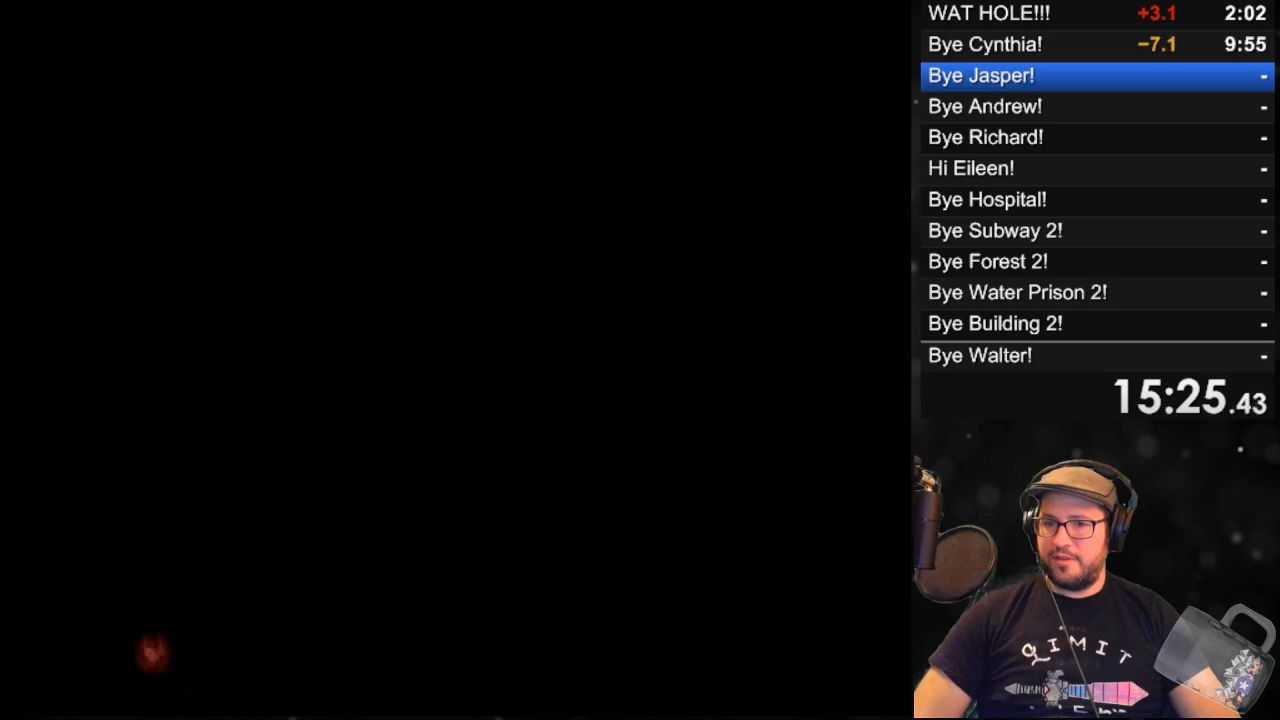 WAT HOLE!!! +3.1 2:02
Bye Cynthia! −7.1 9:55
Bye Jasper! -
Bye Andrew! -
Bye Richard! -
Hi Eileen! -
Bye Hospital! -
Bye Subway 2! -
Bye Forest 2! -
Bye Water Prison 2! -
Bye Building 2! -
Bye Walter! -
15:25.43